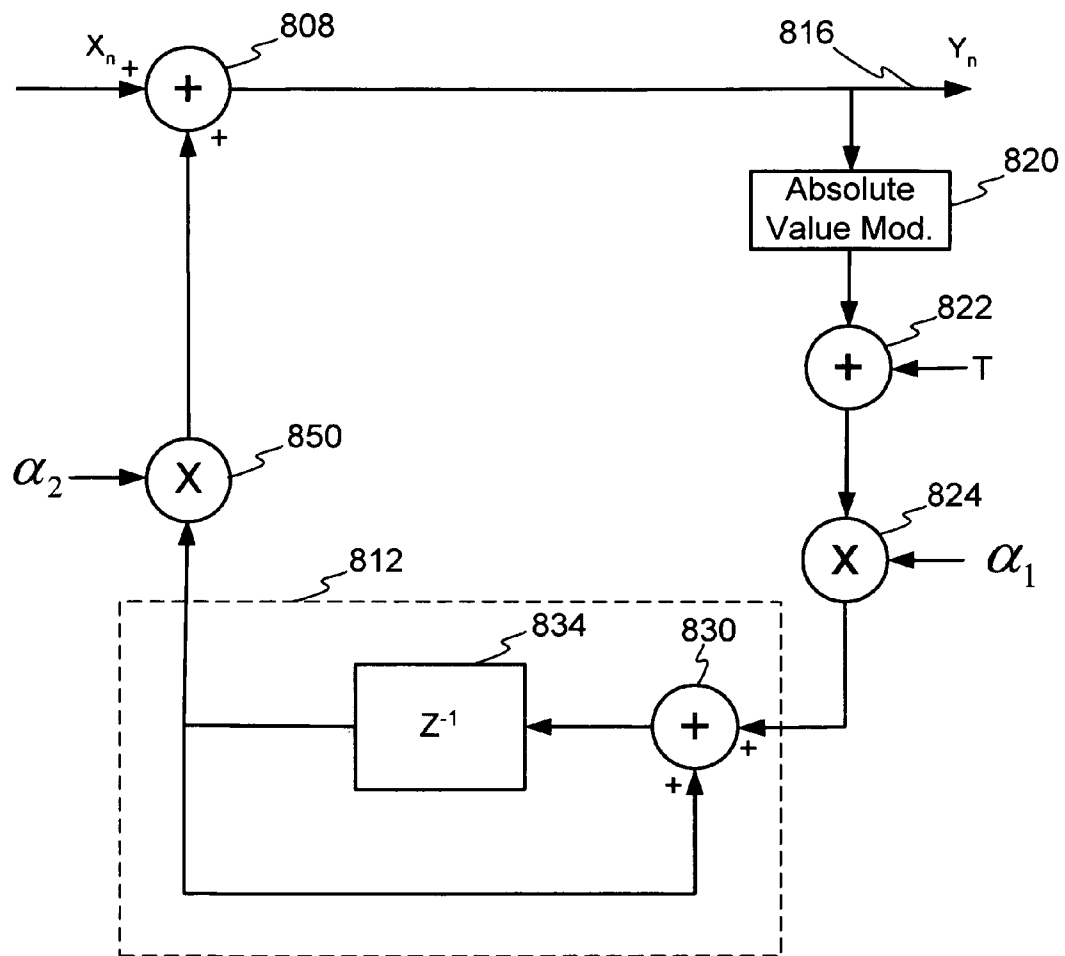 808
Xₙ +
+
+
816
Yₙ
820
Absolute
Value Mod.
822
+
T
850
α₂
X
824
X
α₁
812
834
830
Z⁻¹
+
+
+